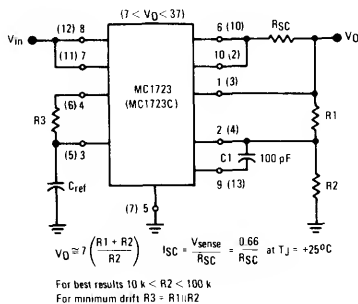 (7 < VO < 37)
Vin
(12) 8
(11) 7
(6) 4
R3
(5) 3
Cref
MC1723
(MC1723C)
6 (10)
10 (2)
1 (3)
2 (4)
9 (13)
(7) 5
RSC
VO
R1
C1
100 pF
R2
VO ≅ 7 (R1 + R2 / R2) ISC = Vsense / RSC = 0.66 / RSC at TJ = +25°C
For best results 10 k < R2 < 100 k
For minimum drift R3 = R1||R2